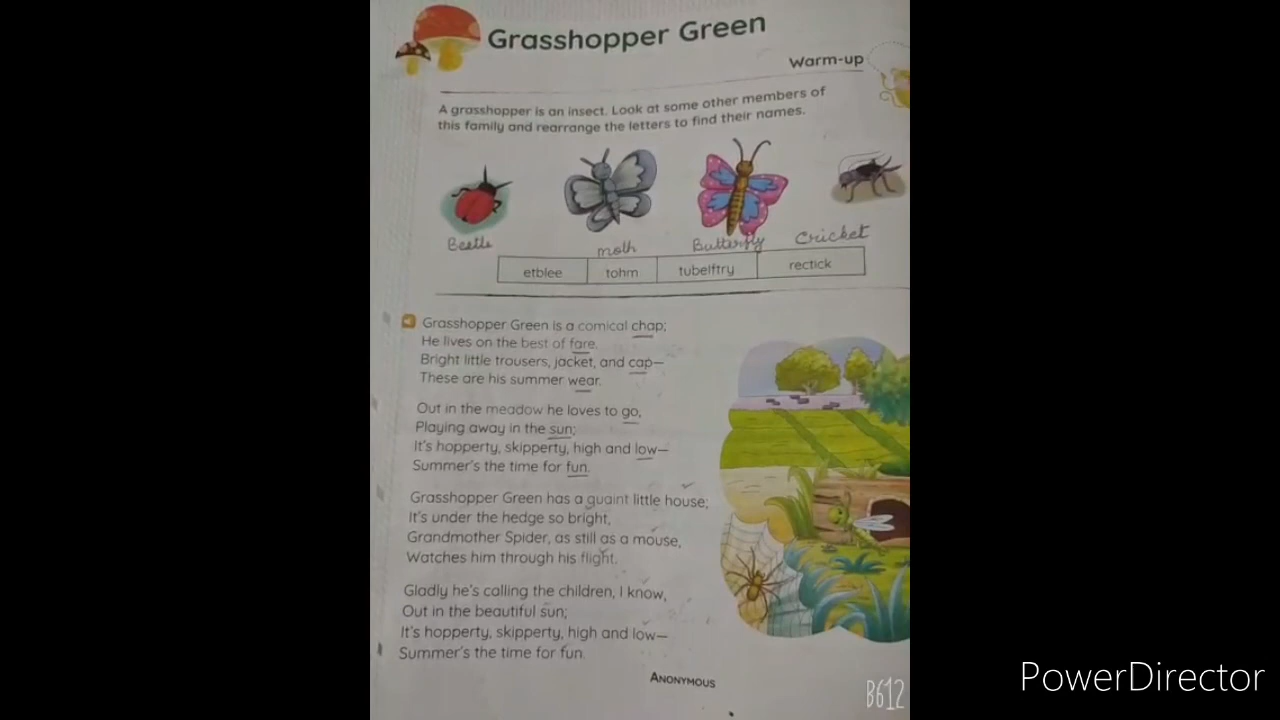 Grasshopper Green
Warm-up
A grasshopper is an insect. Look at some other members of
this family and rearrange the letters to find their names.
Beetle moth Butterfly Cricket
etblee tohm tubelftry rectick
Grasshopper Green is a comical chap;
He lives on the best of fare.
Bright little trousers, jacket, and cap—
These are his summer wear.
Out in the meadow he loves to go,
Playing away in the sun;
It's hopperty, skipperty, high and low—
Summer's the time for fun.
Grasshopper Green has a quaint little house;
It's under the hedge so bright,
Grandmother Spider, as still as a mouse,
Watches him through his flight.
Gladly he's calling the children, I know,
Out in the beautiful sun;
It's hopperty, skipperty, high and low—
Summer's the time for fun.
ANONYMOUS
B612
PowerDirector